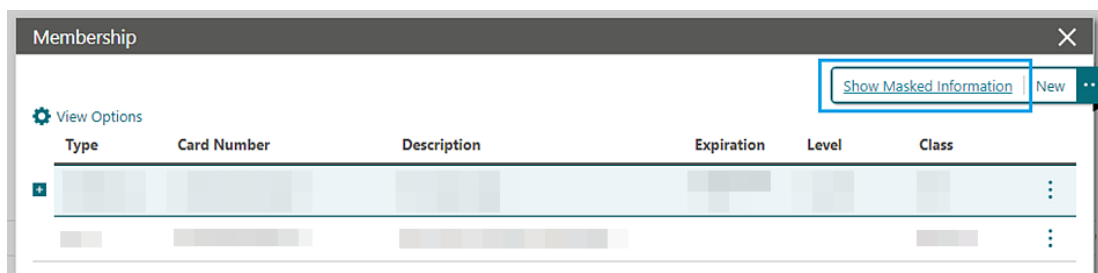 Membership
Show Masked Information New
View Options
Type Card Number Description Expiration Level Class